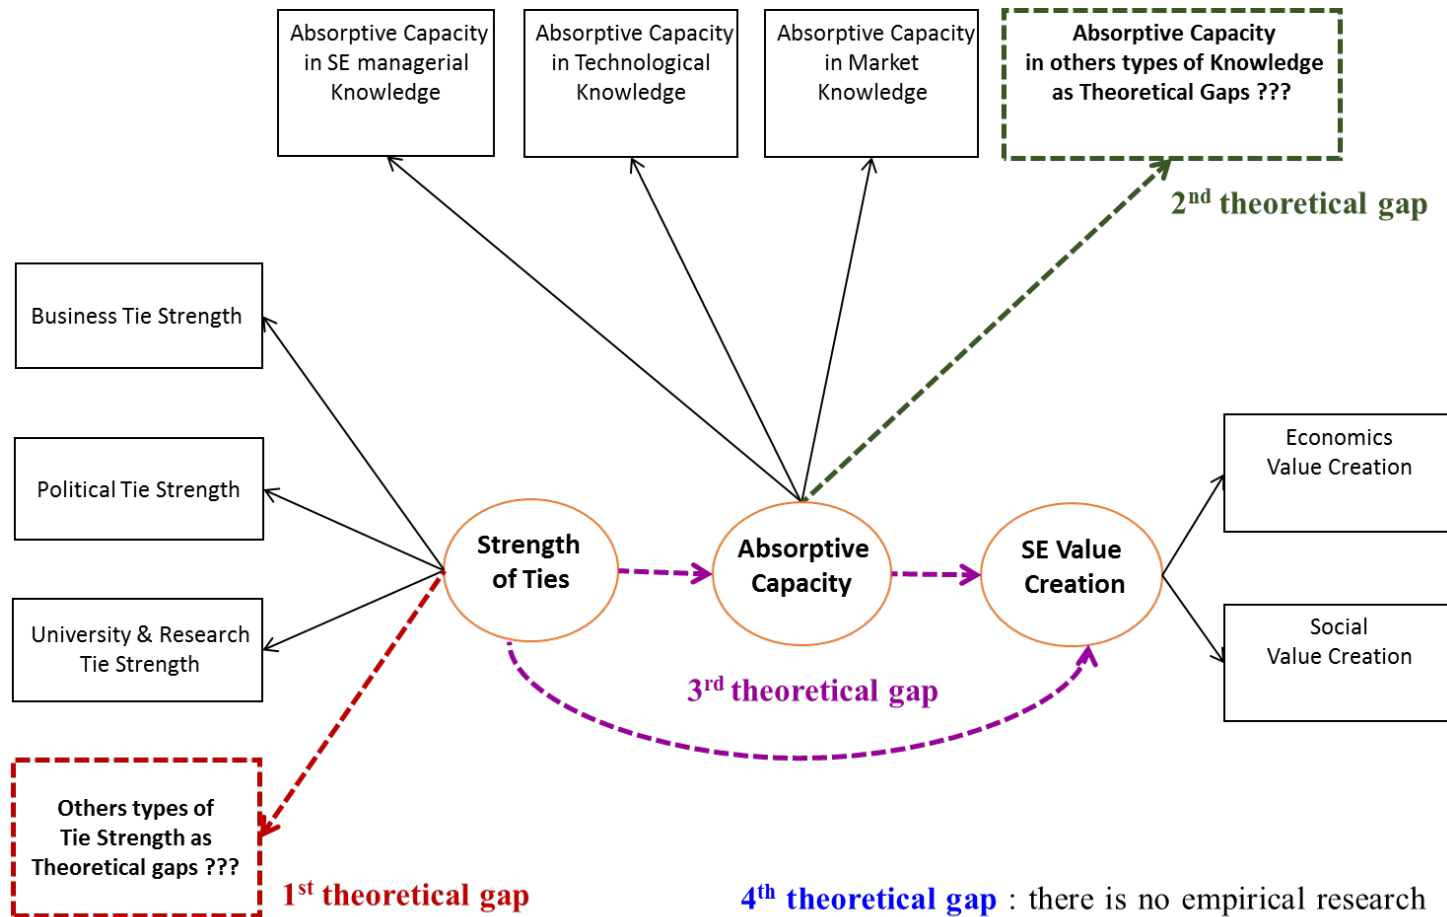 Absorptive Capacity
in SE managerial
Knowledge
Absorptive Capacity
in Technological
Knowledge
Absorptive Capacity
in Market
Knowledge
Absorptive Capacity
in others types of Knowledge
as Theoretical Gaps ???
2nd theoretical gap
Business Tie Strength
Political Tie Strength
University & Research
Tie Strength
Others types of
Tie Strength as
Theoretical gaps ???
1st theoretical gap
Strength
of Ties
Absorptive
Capacity
SE Value
Creation
3rd theoretical gap
Economics
Value Creation
Social
Value Creation
4th theoretical gap : there is no empirical research